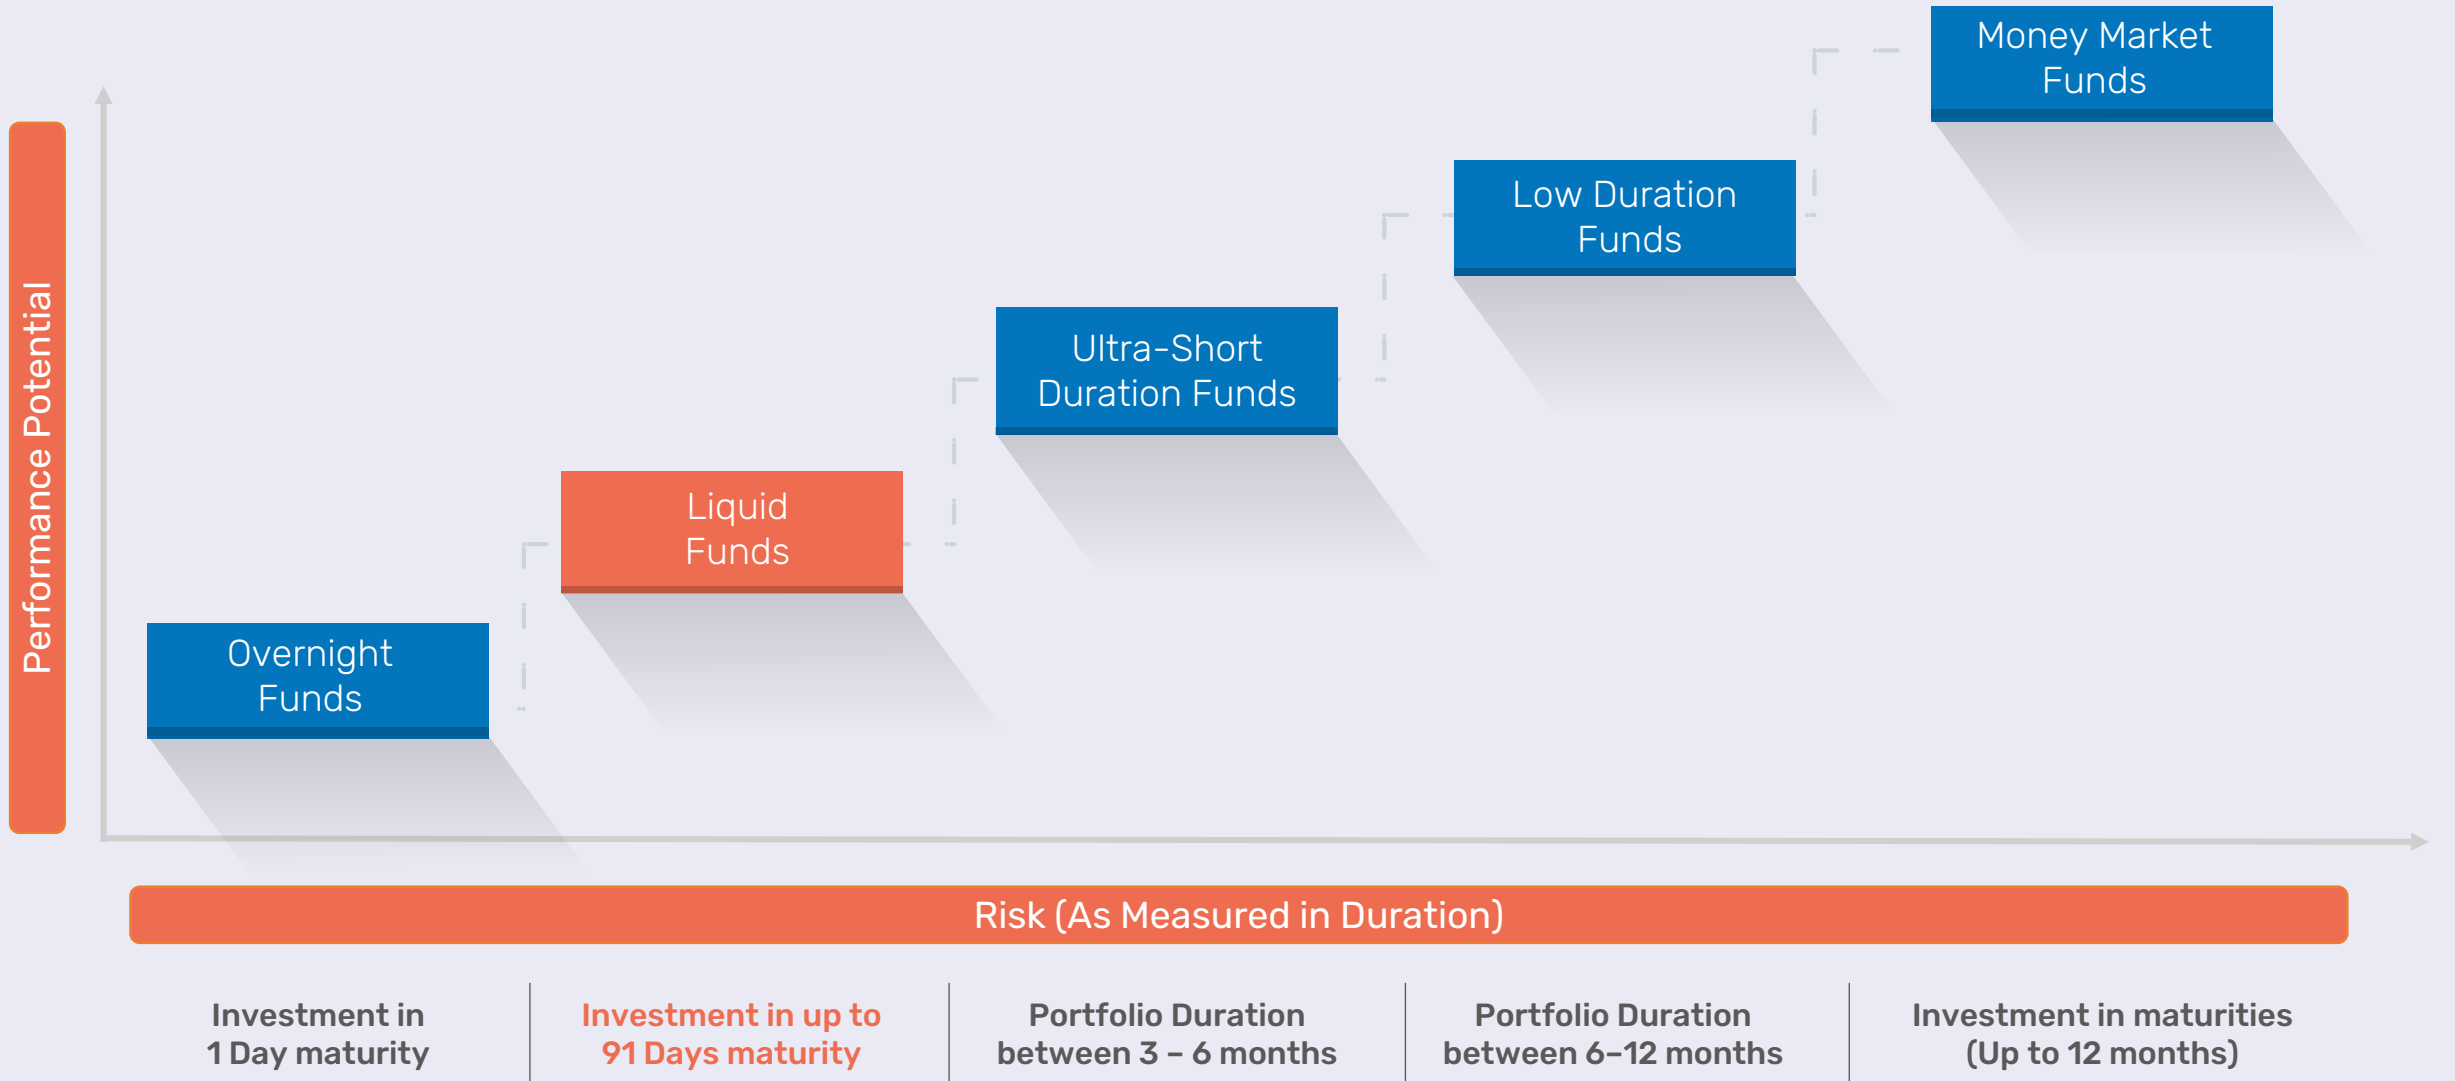 Money Market
Funds
Low Duration
Funds
Ultra-Short
Duration Funds
Liquid
Funds
Overnight
Funds
Performance Potential
Risk (As Measured in Duration)
Investment in
1 Day maturity
Investment in up to
91 Days maturity
Portfolio Duration
between 3 – 6 months
Portfolio Duration
between 6–12 months
Investment in maturities
(Up to 12 months)